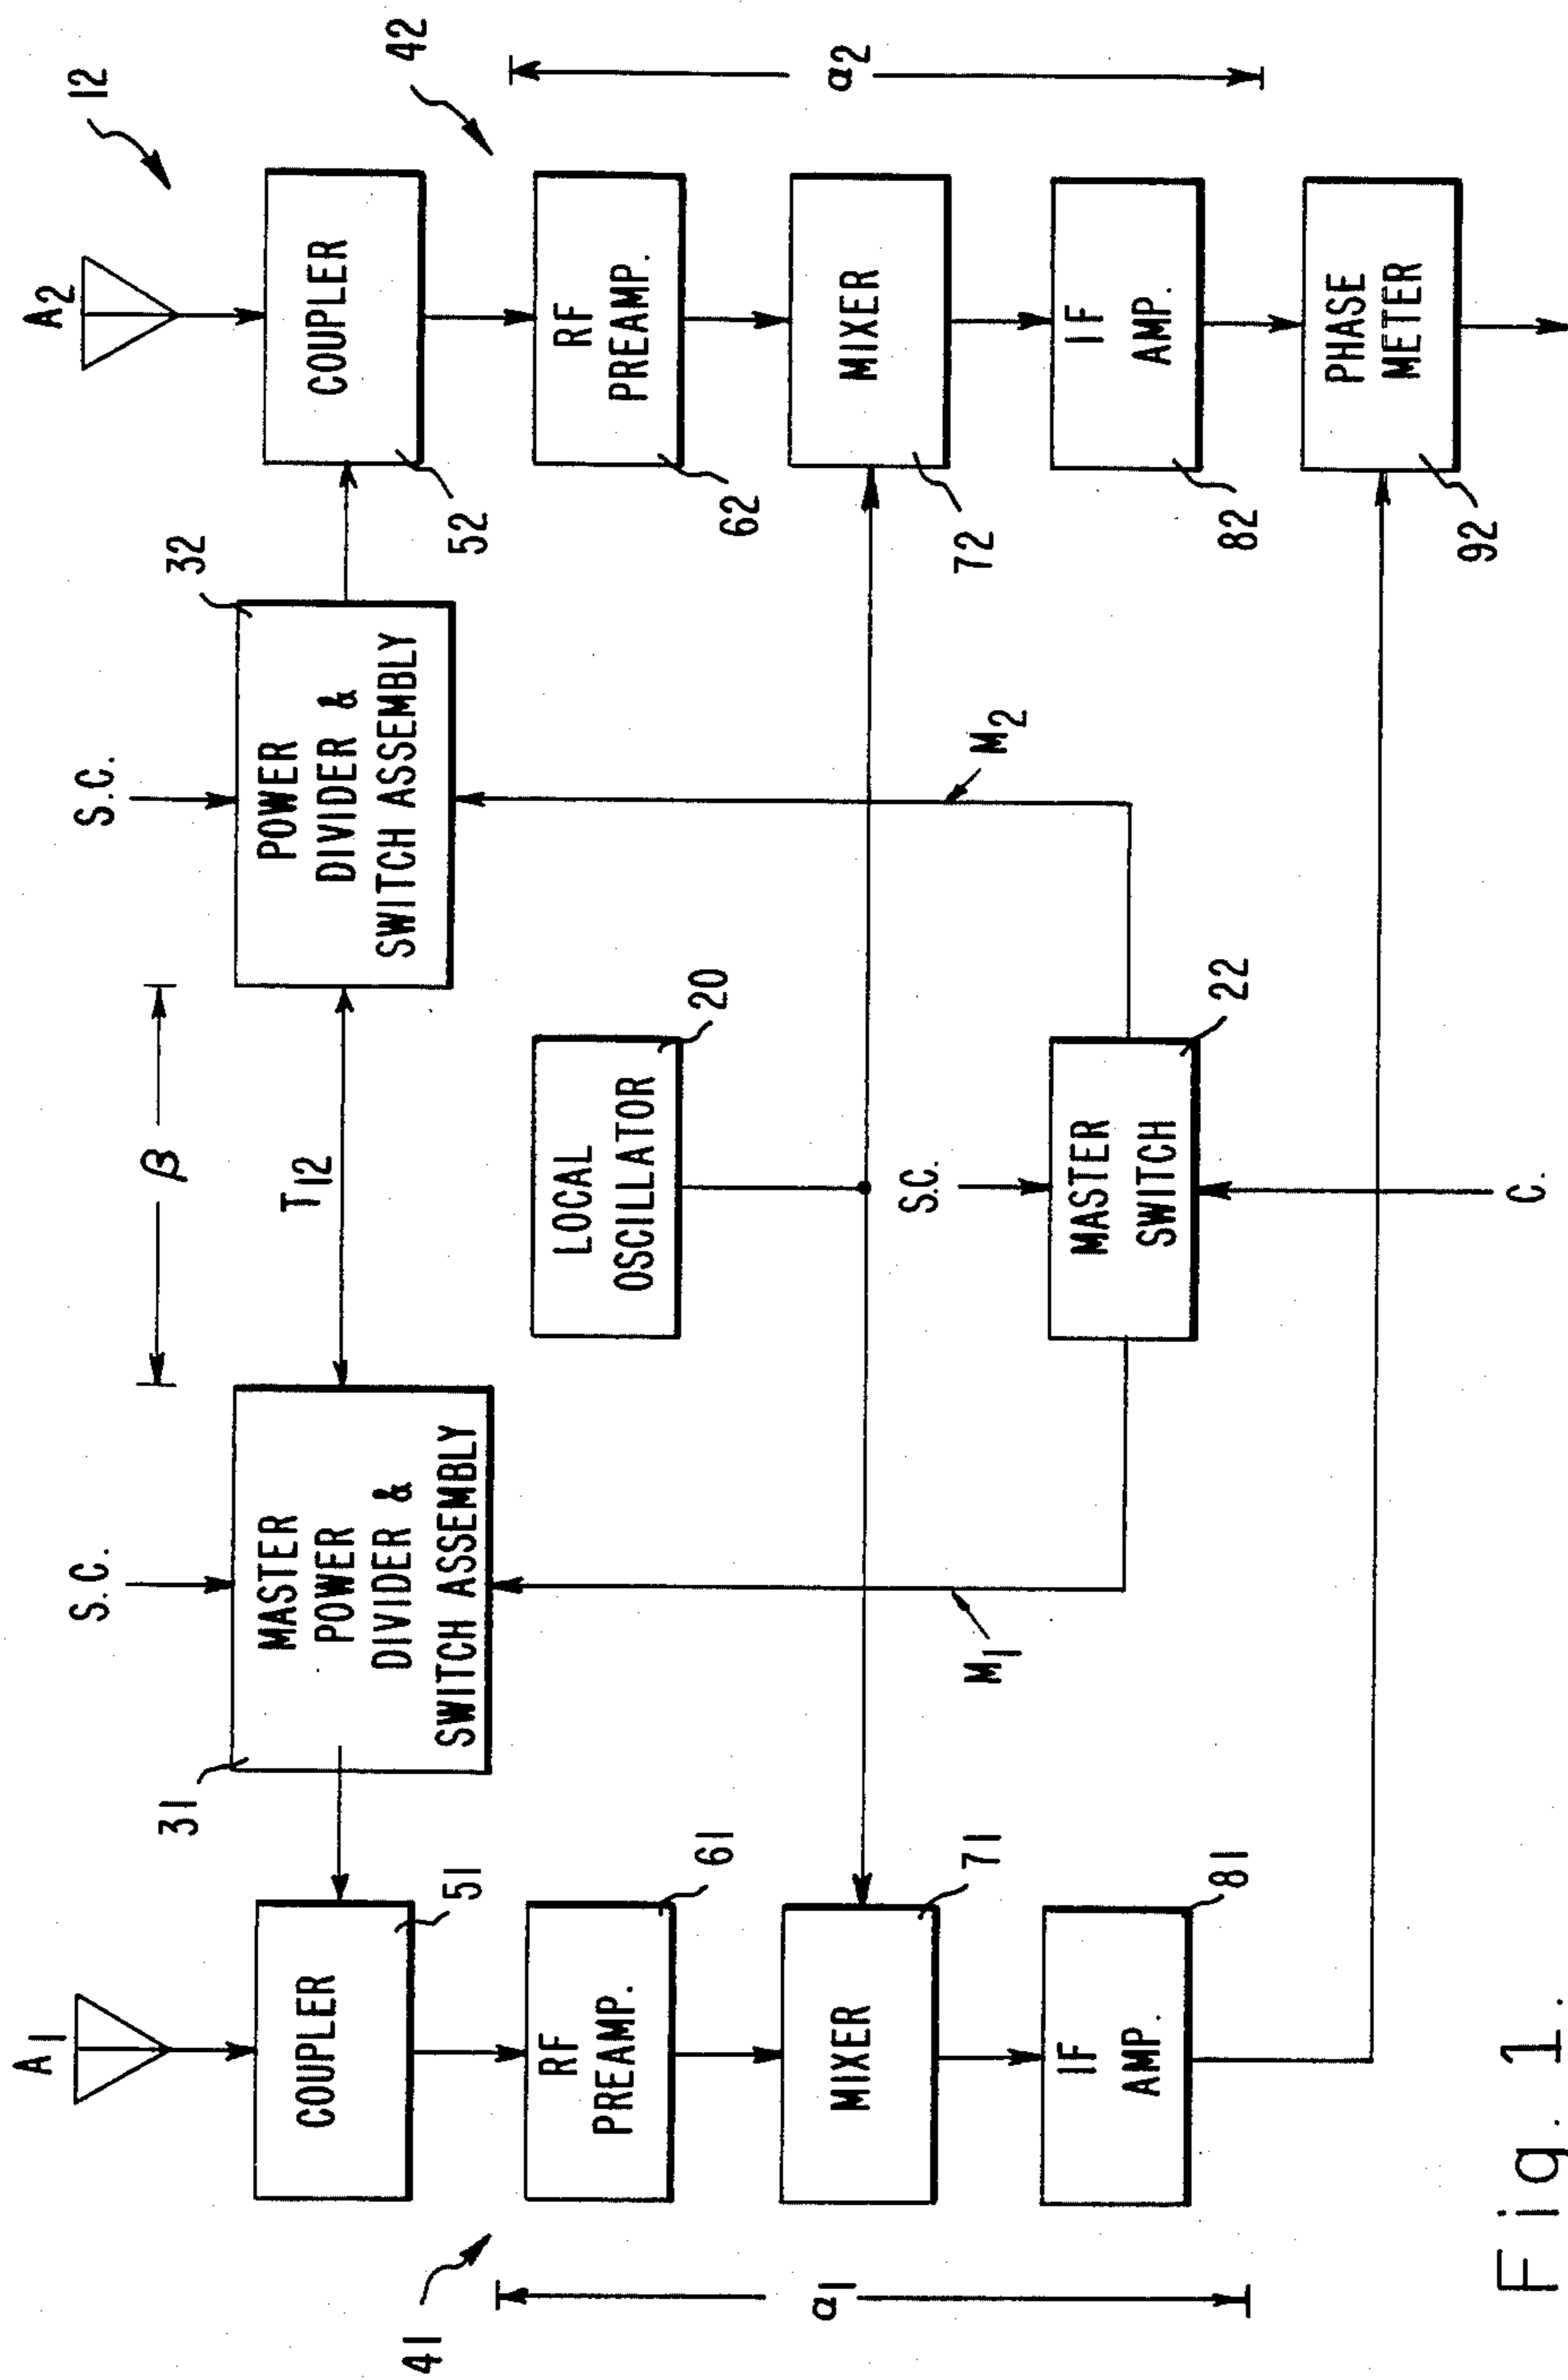 12
A1
A2
S.C.
S.C.
β
42
COUPLER
51
31
MASTER
POWER
DIVIDER &
SWITCH ASSEMBLY
T12
POWER
DIVIDER &
SWITCH ASSEMBLY
32
COUPLER
52
41
RF
PREAMP.
61
LOCAL
OSCILLATOR
20
RF
PREAMP.
62
α1
MIXER
71
M1
S.C.
M2
MIXER
72
α2
IF
AMP.
81
MASTER
SWITCH
22
IF
AMP.
82
PHASE
METER
92
C.
Fig. 1.